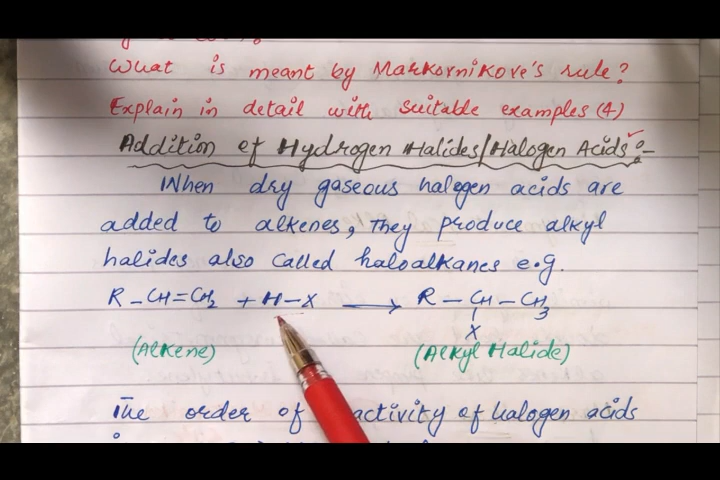 What is meant by Markovnikove's rule?
Explain in detail with suitable examples (4)
Addition of Hydrogen Halides/Halogen Acids:-
When dry gaseous halogen acids are
added to alkenes, They produce alkyl
halides also called haloalkanes e.g.
R-CH=CH2 + H-X → R-CH-CH3
X
(Alkene) (Alkyl Halide)
The order of activity of halogen acids